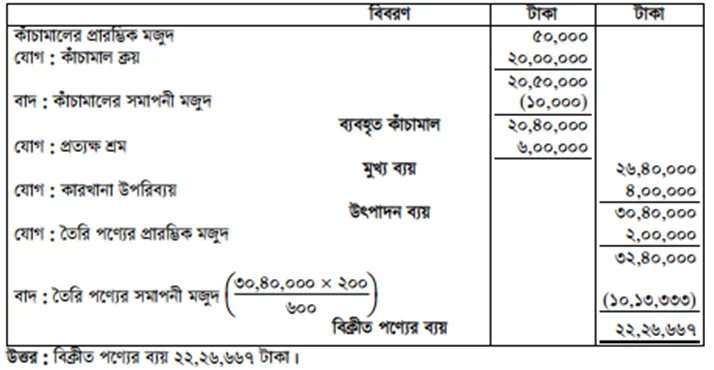 বিবরণ টাকা টাকা
কাঁচামালের প্রারম্ভিক মজুদ ৫০,০০০
যোগ : কাঁচামাল ক্রয় ২০,০০,০০০
২০,৫০,০০০
বাদ : কাঁচামালের সমাপনী মজুদ (১০,০০০)
ব্যবহৃত কাঁচামাল ২০,৪০,০০০
যোগ : প্রত্যক্ষ শ্রম ৬,০০,০০০
মুখ্য ব্যয় ২৬,৪০,০০০
যোগ : কারখানা উপরিব্যয় ৪,০০,০০০
উৎপাদন ব্যয় ৩০,৪০,০০০
যোগ : তৈরি পণ্যের প্রারম্ভিক মজুদ ২,০০,০০০
৩২,৪০,০০০
বাদ : তৈরি পণ্যের সমাপনী মজুদ (৩০,৪০,০০০ × ২০০ / ৬০০) (১০,১৩,৩৩৩)
বিক্রীত পণ্যের ব্যয় ২২,২৬,৬৬৭
উত্তর : বিক্রীত পণ্যের ব্যয় ২২,২৬,৬৬৭ টাকা।